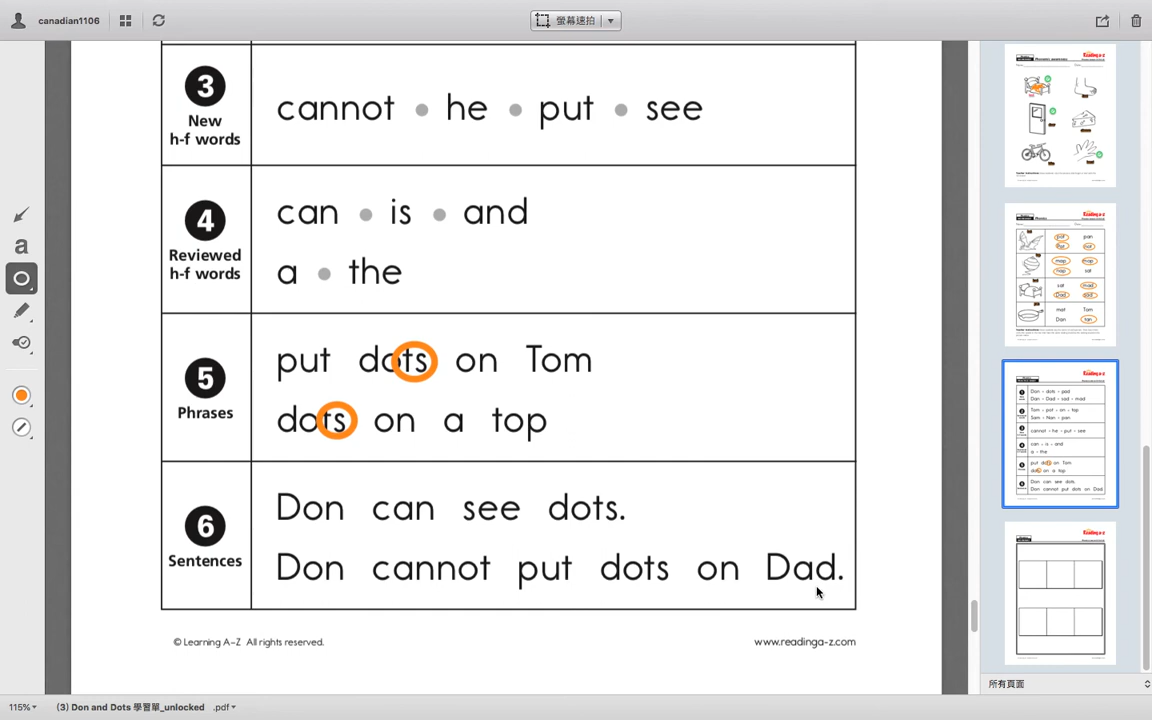 canadian1106
螢幕速拍
3
New
h-f words
cannot • he • put • see
4
Reviewed
h-f words
can • is • and
a • the
5
Phrases
put dots on Tom
dots on a top
6
Sentences
Don can see dots.
Don cannot put dots on Dad.
© Learning A–Z All rights reserved.
www.readinga-z.com
a
所有頁面
115%
(3) Don and Dots 學習單_unlocked .pdf